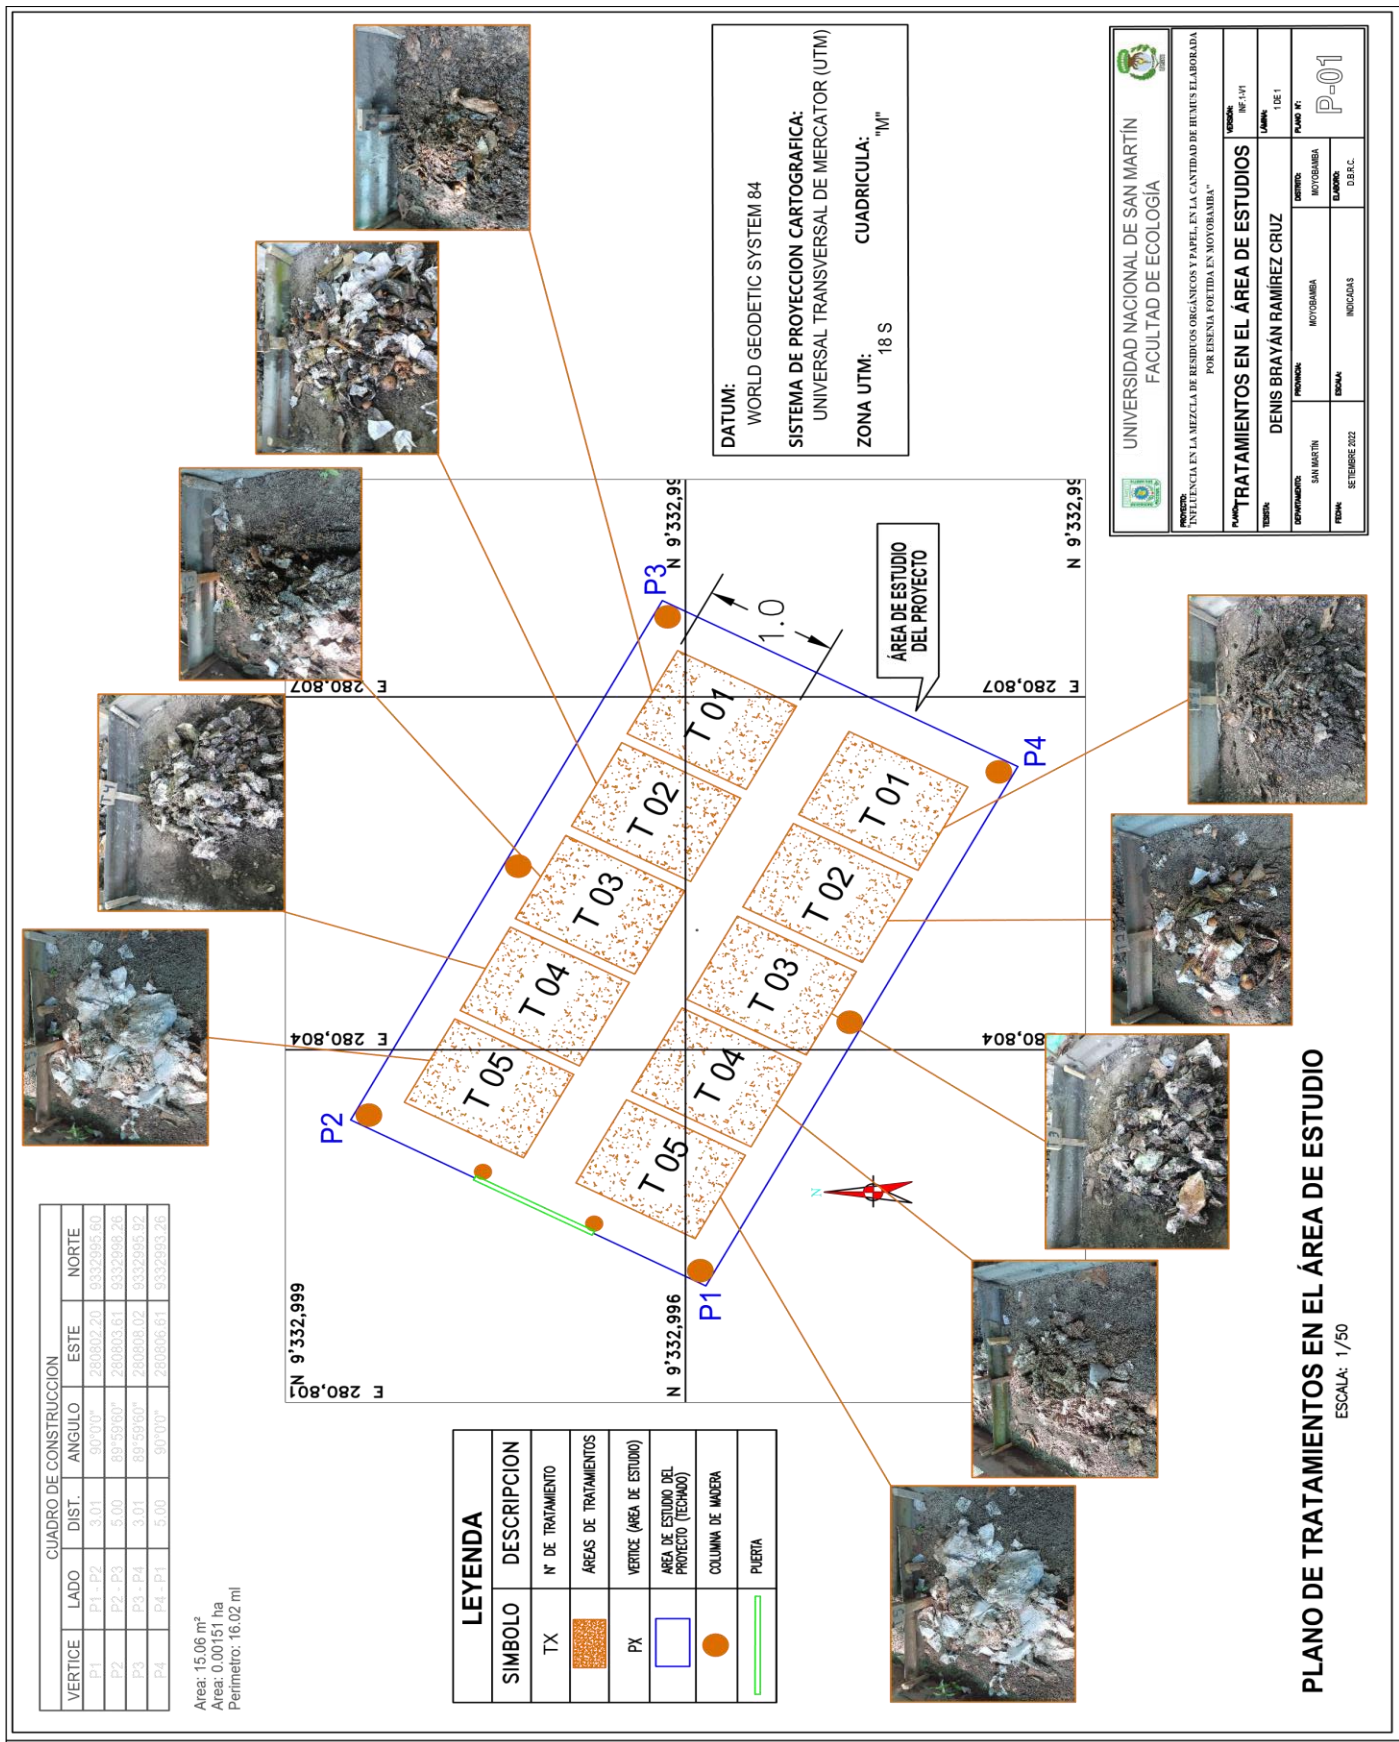 CUADRO DE CONSTRUCCION
VERTICE LADO DIST. ANGULO ESTE NORTE
P1 P1 - P2 3.01 90°0'0" 280802.20 9332995.60
P2 P2 - P3 5.00 89°59'60" 280803.61 9332998.26
P3 P3 - P4 3.01 89°59'60" 280808.02 9332995.92
P4 P4 - P1 5.00 90°0'0" 280806.61 9332993.26
Area: 15.06 m²
Area: 0.00151 ha
Perimetro: 16.02 ml
LEYENDA
SIMBOLO DESCRIPCION
TX N° DE TRATAMIENTO
ÁREAS DE TRATAMIENTOS
PX VERTICE (AREA DE ESTUDIO)
AREA DE ESTUDIO DEL
PROYECTO (TECHADO)
COLUMNA DE MADERA
PUERTA
N 9'332,999
E 280,801
E 280,804
E 280,807
N 9'332,996
N 9'332,99
N 9'332,99
80,804
E 280,807
P2
P3
P1
P4
T 05
T 04
T 03
T 02
T 01
T 05
T 04
T 03
T 02
T 01
1.0
N
ÁREA DE ESTUDIO
DEL PROYECTO
DATUM:
WORLD GEODETIC SYSTEM 84
SISTEMA DE PROYECCION CARTOGRAFICA:
UNIVERSAL TRANSVERSAL DE MERCATOR (UTM)
ZONA UTM: CUADRICULA:
18 S "M"
PLANO DE TRATAMIENTOS EN EL ÁREA DE ESTUDIO
ESCALA: 1/50
UNIVERSIDAD NACIONAL DE SAN MARTÍN
FACULTAD DE ECOLOGÍA
PROYECTO:
"INFLUENCIA EN LA MEZCLA DE RESIDUOS ORGÁNICOS Y PAPEL, EN LA CANTIDAD DE HUMUS ELABORADA
POR EISENIA FOETIDA EN MOYOBAMBA"
PLANO: TRATAMIENTOS EN EL ÁREA DE ESTUDIOS
VERSIÓN: INF.1-V1
TESISTA: DENIS BRAYÁN RAMÍREZ CRUZ
LÁMINA: 1 DE 1
DEPARTAMENTO: SAN MARTÍN
PROVINCIA: MOYOBAMBA
DISTRITO: MOYOBAMBA
PLANO N°: P-01
FECHA: SETIEMBRE 2022
ESCALA: INDICADAS
ELABORÓ: D.B.R.C.